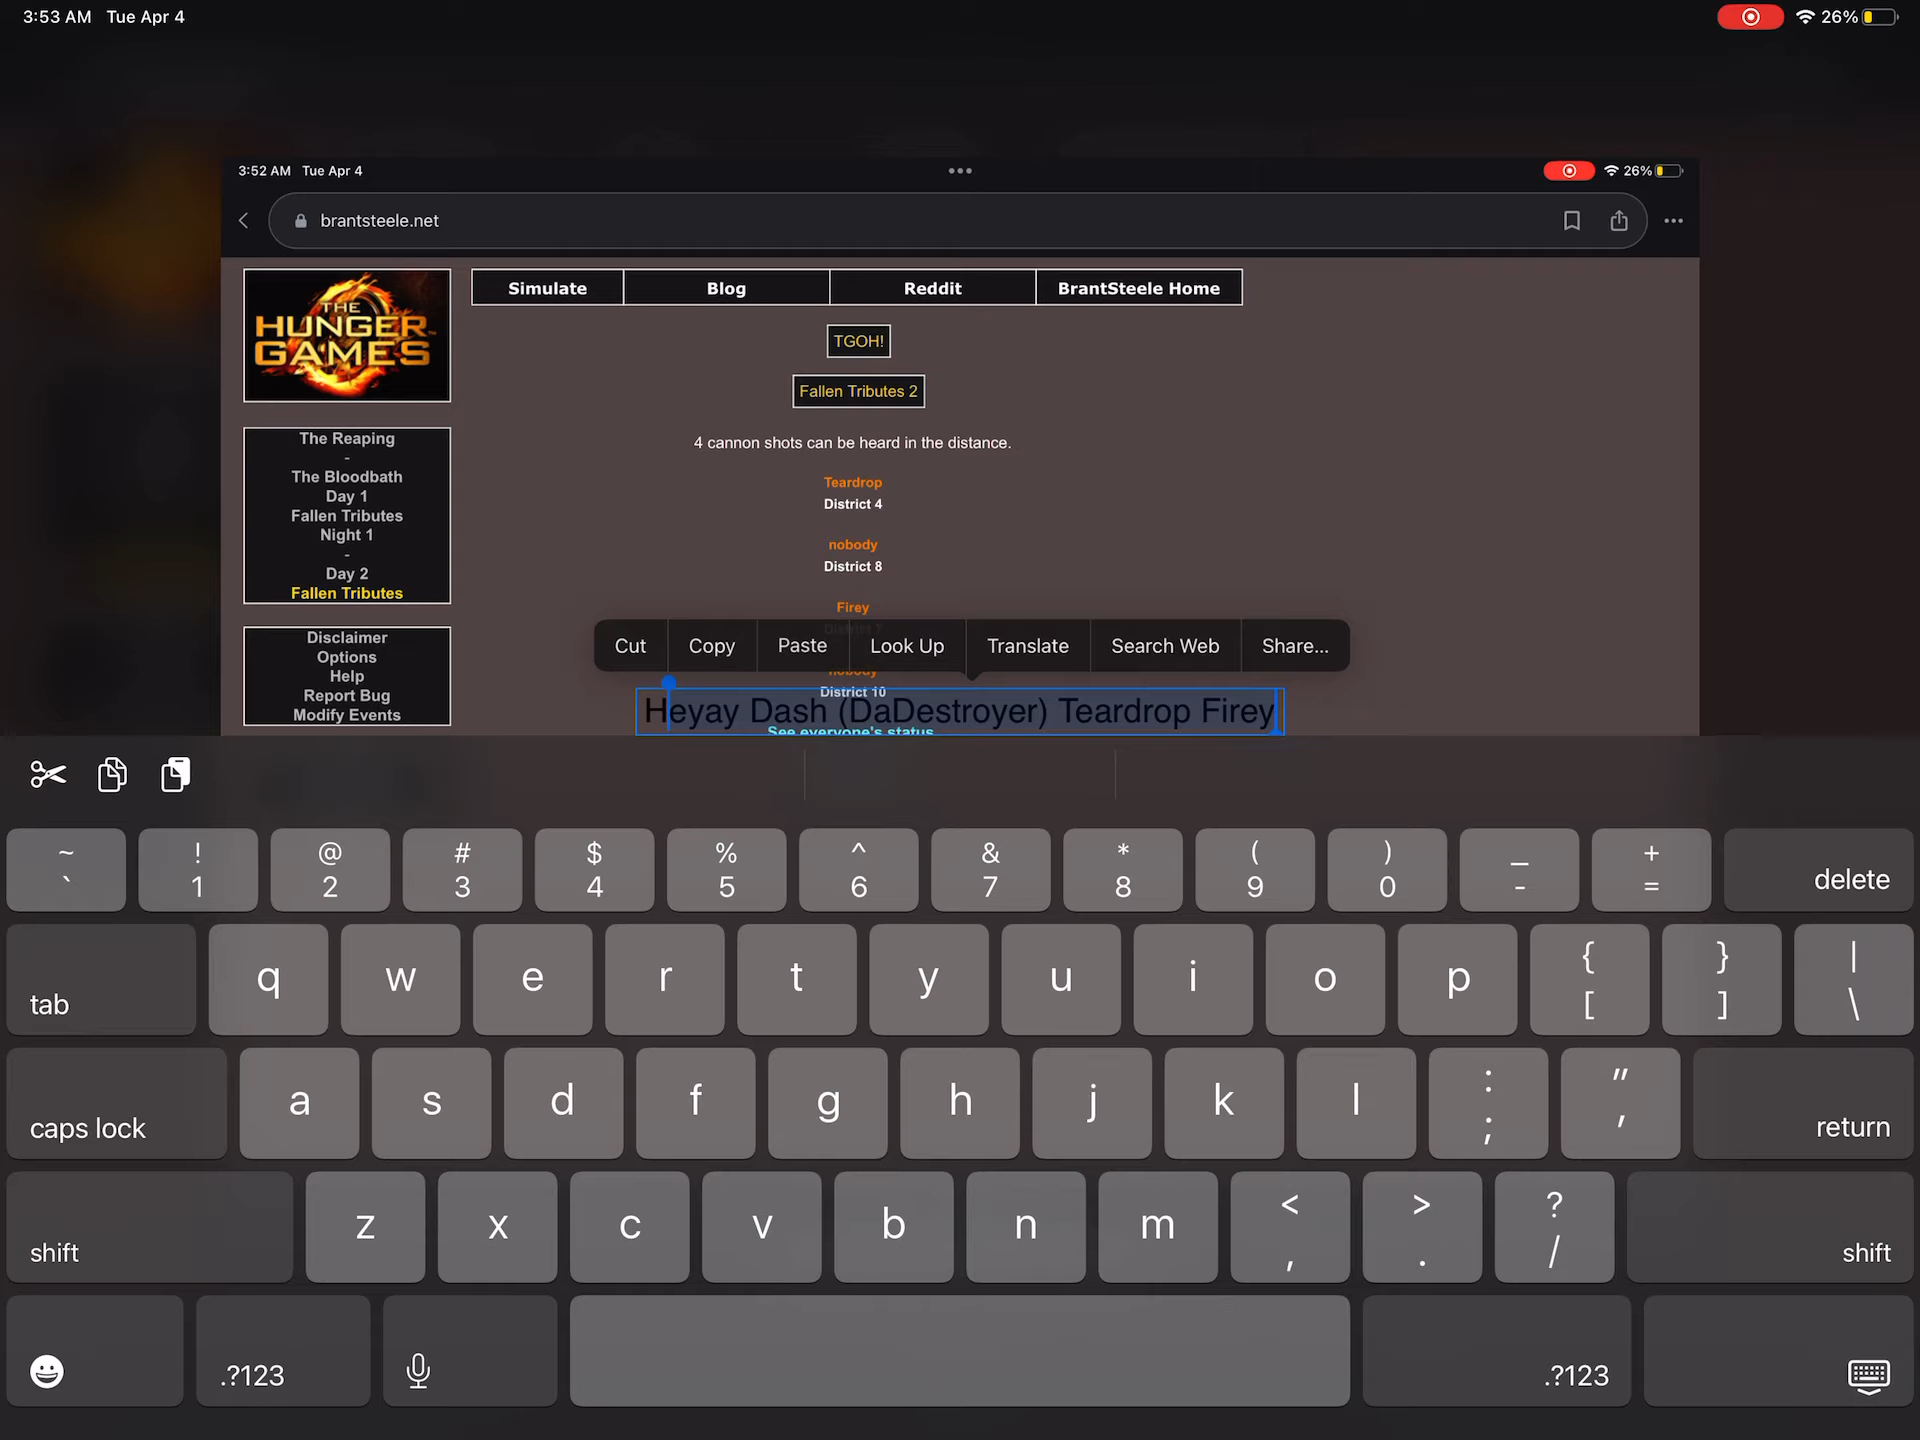 3:53 AM Tue Apr 4
26%
3:52 AM Tue Apr 4
26%
brantsteele.net
THE
HUNGER
GAMES
Simulate Blog Reddit BrantSteele Home
TGOH!
Fallen Tributes 2
4 cannon shots can be heard in the distance.
Teardrop
District 4
nobody
District 8
Firey
District 7
nobody
District 10
See everyone's status
The Reaping
-
The Bloodbath
Day 1
Fallen Tributes
Night 1
-
Day 2
Fallen Tributes
Disclaimer
Options
Help
Report Bug
Modify Events
Cut Copy Paste Look Up Translate Search Web Share...
Heyay Dash (DaDestroyer) Teardrop Firey
~ ! @ # $ % ^ & * ( ) _ +
` 1 2 3 4 5 6 7 8 9 0 - = delete
tab q w e r t y u i o p { [ } ] | \
caps lock a s d f g h j k l : ; " ' return
shift z x c v b n m < , > . ? / shift
.?123 .?123